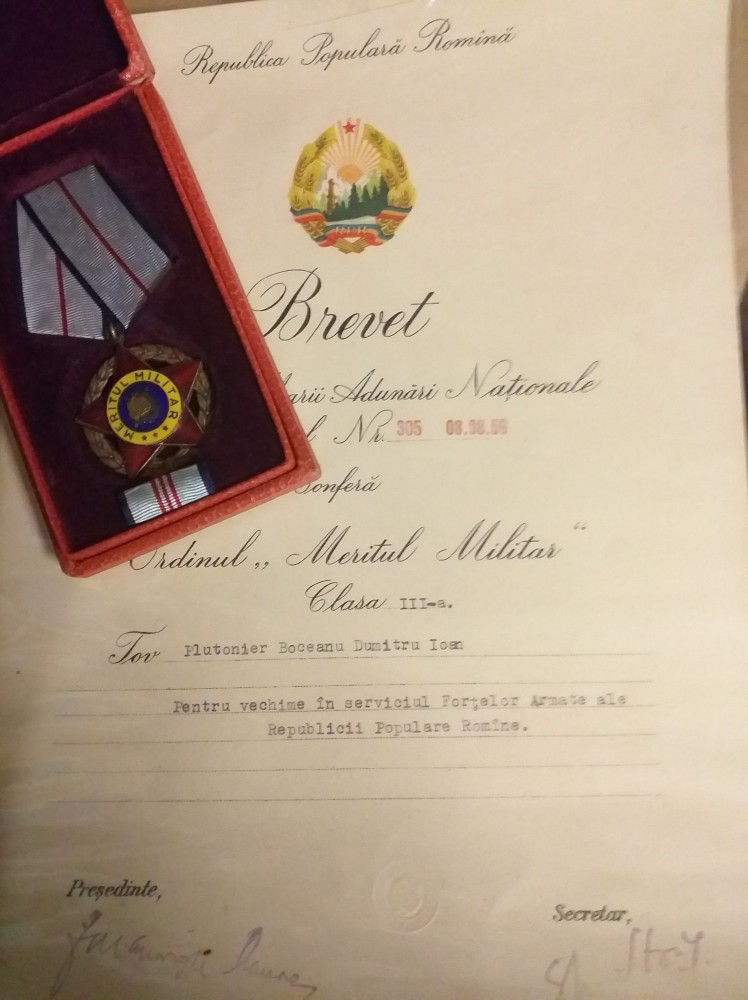 Republica Populară Romînă
Brevet
Adunări Naționale
Nr. 305 08.08.59
Conferă
Ordinul „ Meritul Militar "
Clasa III-a.
Tov Plutonier Boceanu Dumitru Ioan
Pentru vechime în serviciul Forțelor Armate ale
Republicii Populare Romîne.
Președinte,
Secretar,
MERITUL MILITAR